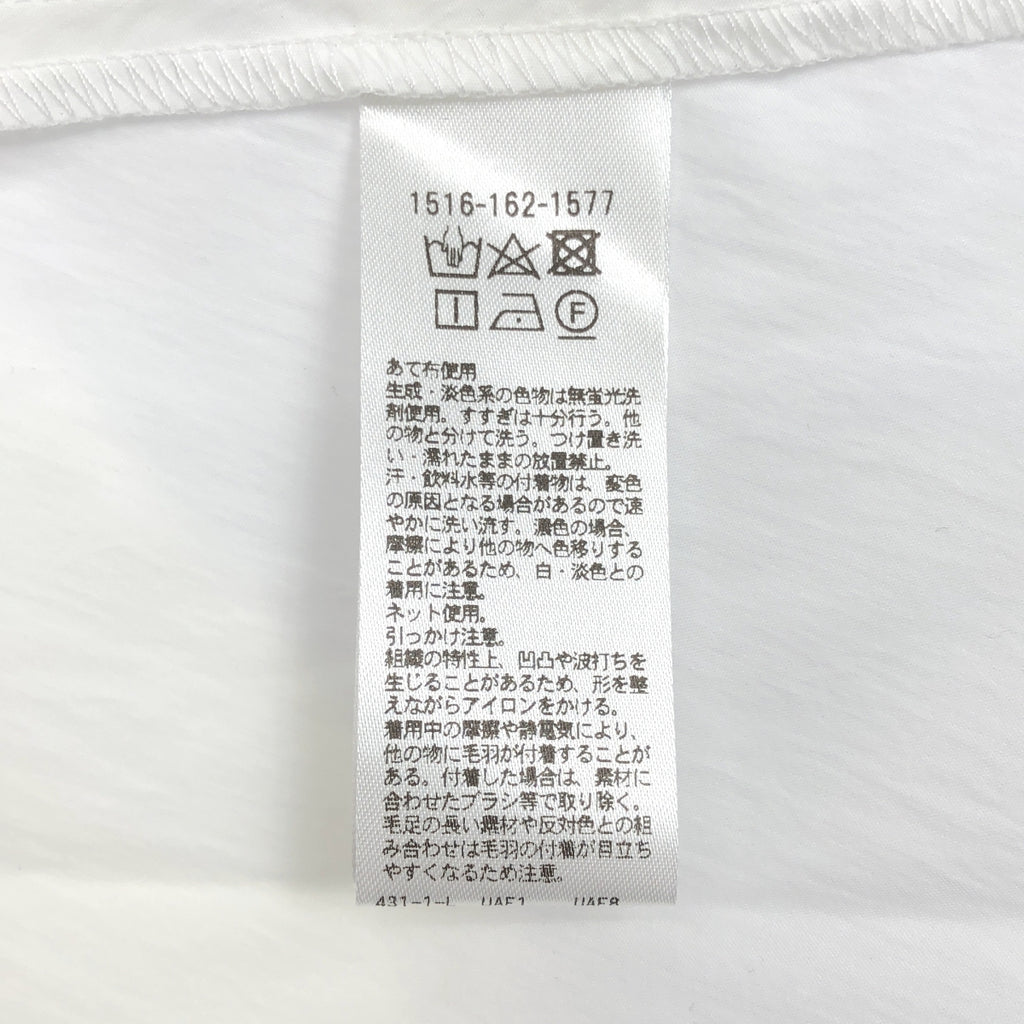 1516-162-1577
F
あて布使用
生成・淡色系の色物は無蛍光洗
剤使用。すすぎは十分行う。他
の物と分けて洗う。つけ置き洗
い・濡れたままの放置禁止。
汗・飲料水等の付着物は、変色
の原因となる場合があるので速
やかに洗い流す。濃色の場合、
摩擦により他の物へ色移りする
ことがあるため、白・淡色との
着用に注意。
ネット使用。
引っかけ注意。
組織の特性上、凹凸や波打ちを
生じることがあるため、形を整
えながらアイロンをかける。
着用中の摩擦や静電気により、
他の物に毛羽が付着することが
ある。付着した場合は、素材に
合わせたブラシ等で取り除く。
毛足の長い素材や反対色との組
み合わせは毛羽の付着が目立ち
やすくなるため注意。